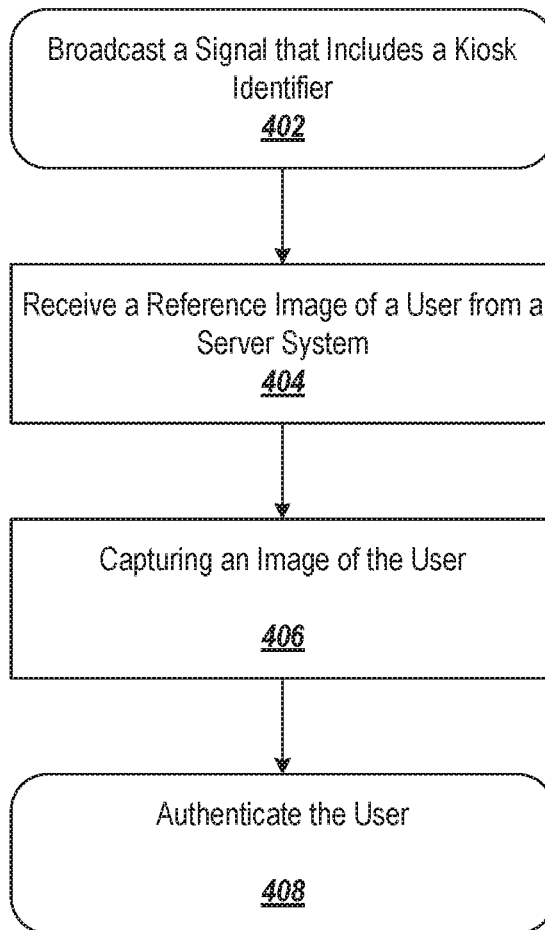 Broadcast a Signal that Includes a Kiosk
Identifier
402
Receive a Reference Image of a User from a
Server System
404
Capturing an Image of the User
406
Authenticate the User
408